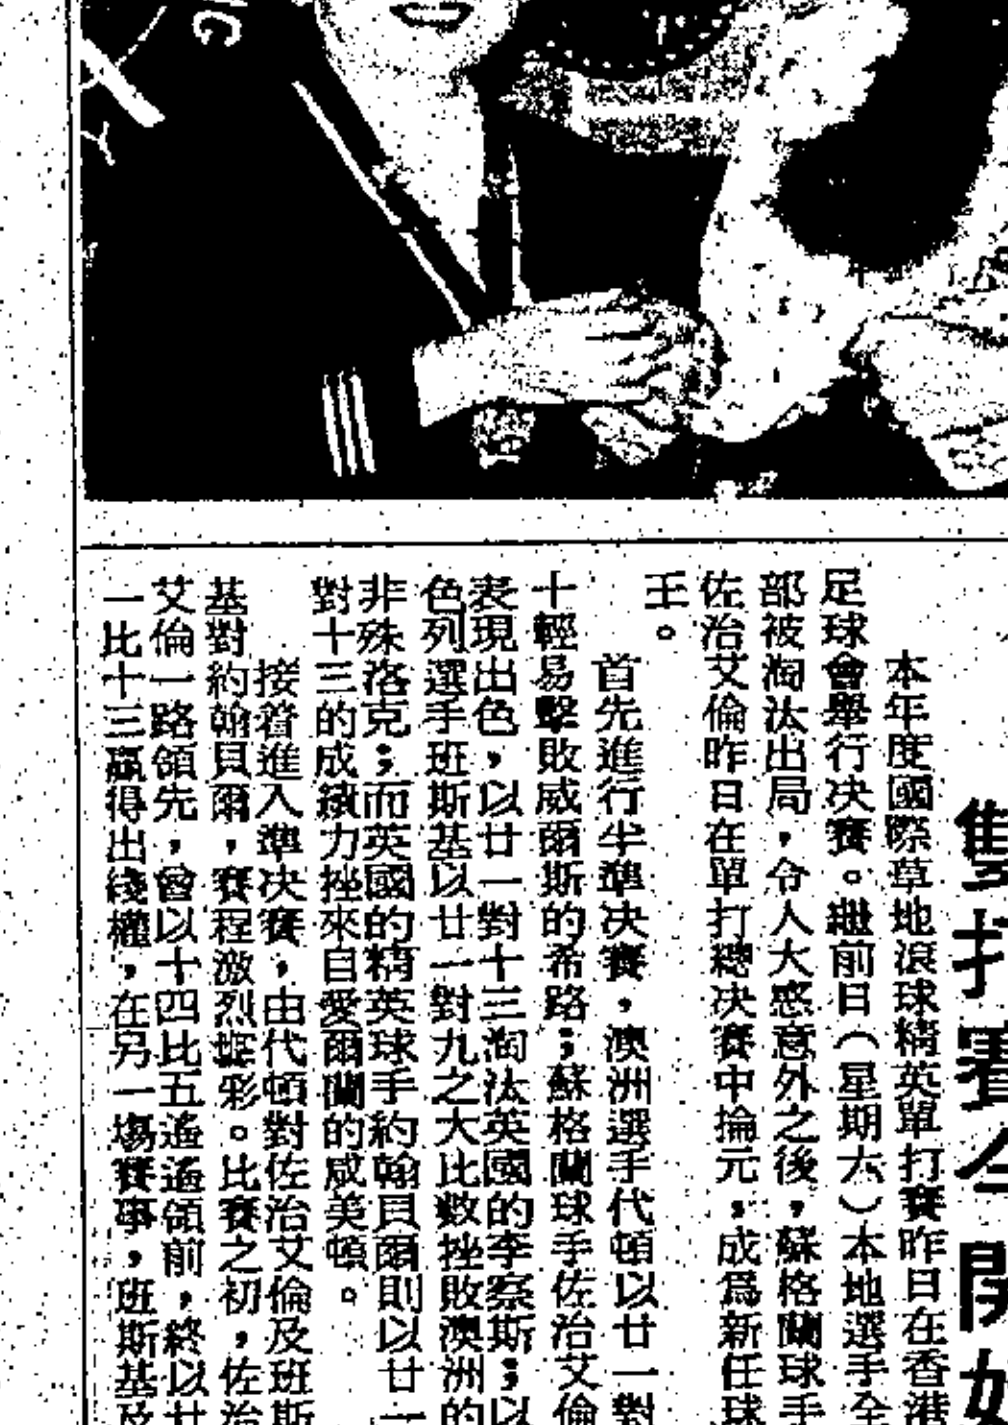 雙打賽今開始
本年度國際草地滾球精英單打賽昨日在香港
足球會舉行決賽。繼前日（星期六）本地選手全
部被淘汰出局，令人大感意外之後，蘇格蘭球手
佐治艾倫昨日在單打總決賽中掄元，成爲新任球
王。
首先進行半準決賽，澳洲選手代頓以廿一對
十輕易擊敗威爾斯的希路；蘇格蘭球手佐治艾倫
表現出色，以廿一對十三淘汰英國的李察斯；以
色列選手班斯基以廿一對九之大比數挫敗澳洲的
非殊洛克；而英國的精英球手約翰貝爾則以廿一
對十三的成績力挫來自愛爾蘭的威美頓。
接着進入準決賽，由代頓對佐治艾倫及班斯
基對約翰貝爾，賽程激烈堪彩。比賽之初，佐治
艾倫一路領先，曾以十四比五遙遙領前，終以廿
一比十三贏得出綫權，在另一場賽事，班斯基及